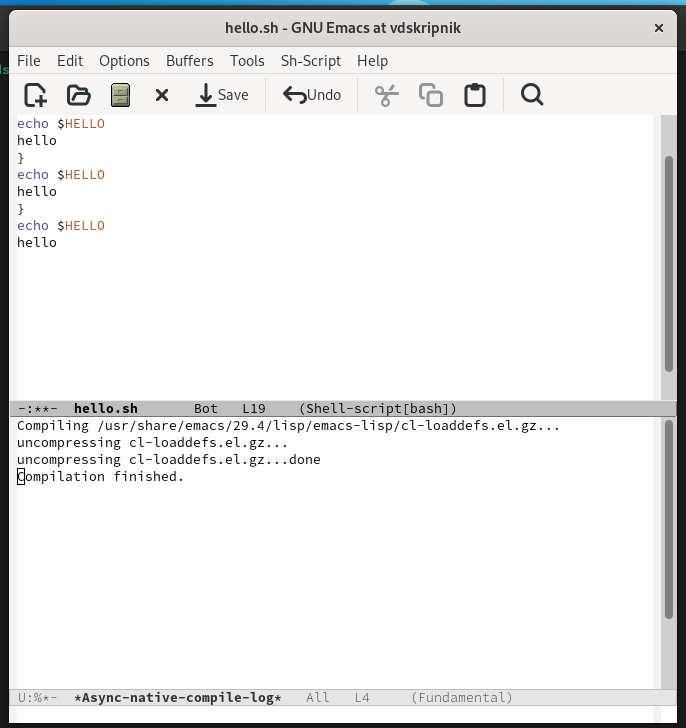 hello.sh - GNU Emacs at vdskripnik
File Edit Options Buffers Tools Sh-Script Help
Save Undo
echo $HELLO
hello
}
echo $HELLO
hello
}
echo $HELLO
hello
-:**- hello.sh Bot L19 (Shell-script[bash])
Compiling /usr/share/emacs/29.4/lisp/emacs-lisp/cl-loaddefs.el.gz...
uncompressing cl-loaddefs.el.gz...
uncompressing cl-loaddefs.el.gz...done
Compilation finished.
U:%*- *Async-native-compile-log* All L4 (Fundamental)